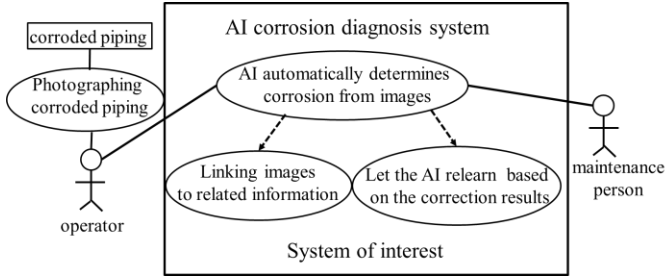 corroded piping
AI corrosion diagnosis system
Photographing
corroded piping
AI automatically determines
corrosion from images
Linking images
to related information
Let the AI relearn based
on the correction results
operator
maintenance
person
System of interest